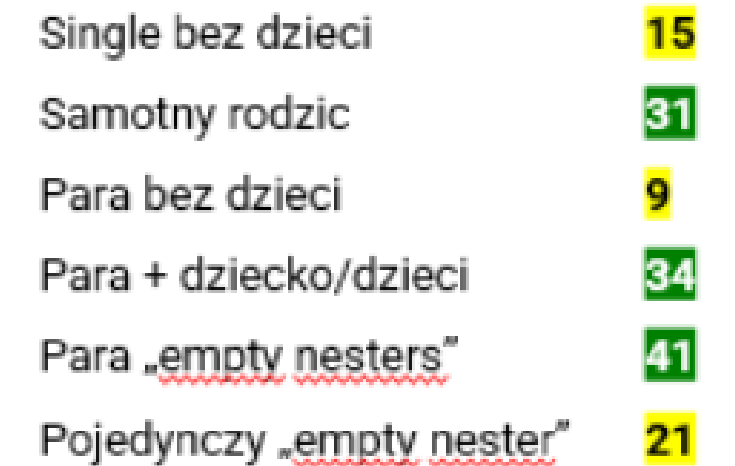 Single bez dzieci 15
Samotny rodzic 31
Para bez dzieci 9
Para + dziecko/dzieci 34
Para „empty nesters” 41
Pojedynczy „empty nester” 21